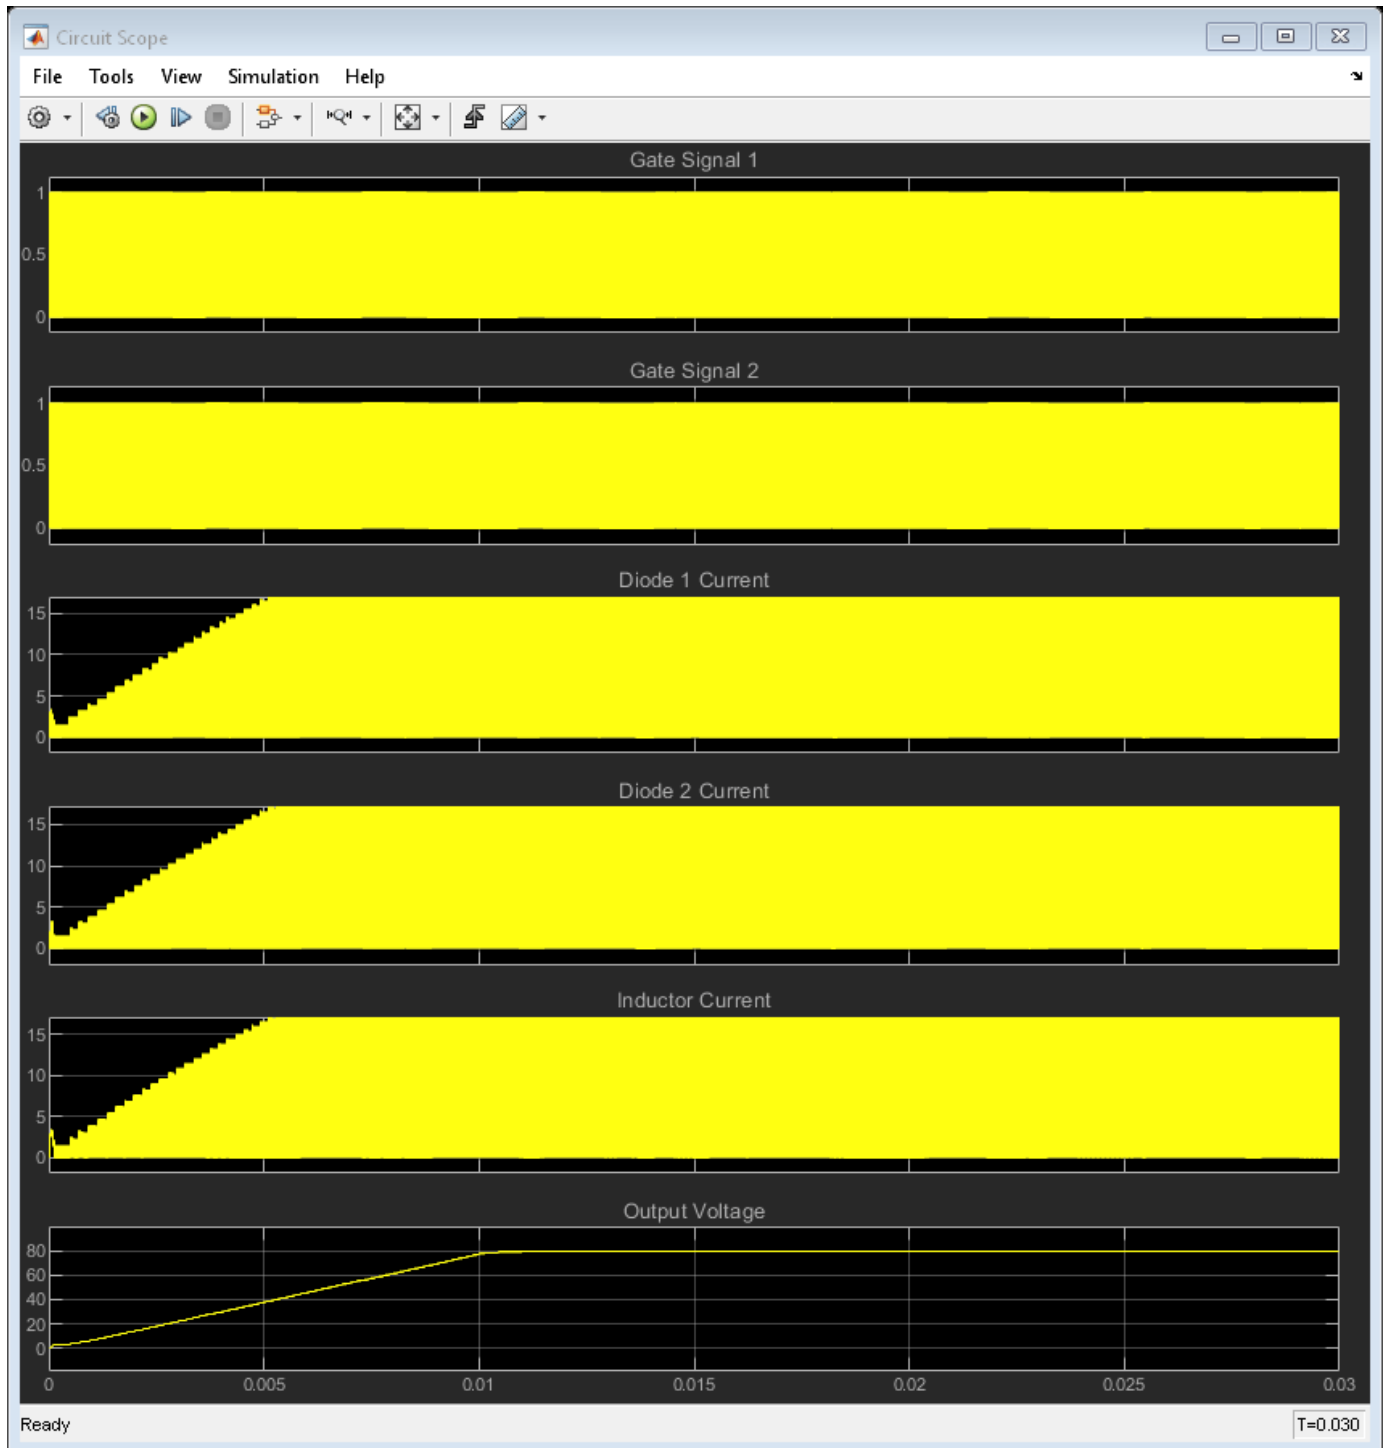 Circuit Scope
File Tools View Simulation Help
Gate Signal 1
1
0.5
0
Gate Signal 2
1
0.5
0
Diode 1 Current
15
10
5
0
Diode 2 Current
15
10
5
0
Inductor Current
15
10
5
0
Output Voltage
80
60
40
20
0
0 0.005 0.01 0.015 0.02 0.025 0.03
Ready T=0.030